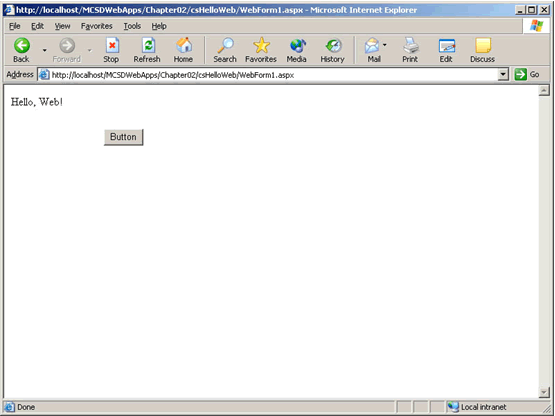 http://localhost/MCSDWebApps/Chapter02/csHelloWeb/WebForm1.aspx - Microsoft Internet Explorer
File Edit View Favorites Tools Help
Back Forward Stop Refresh Home Search Favorites Media History Mail Print Edit Discuss
Address http://localhost/MCSDWebApps/Chapter02/csHelloWeb/WebForm1.aspx Go
Hello, Web!
Button
Done Local intranet